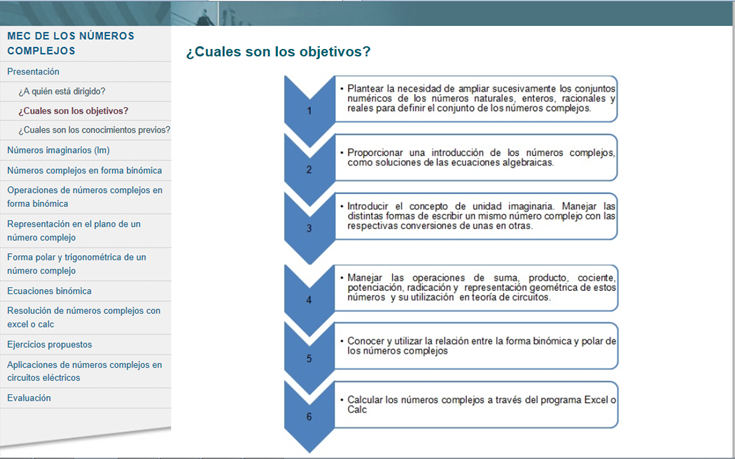 MEC DE LOS NÚMEROS
COMPLEJOS
Presentación
¿A quién está dirigido?
¿Cuales son los objetivos?
¿Cuales son los conocimientos previos?
Números imaginarios (Im)
Números complejos en forma binómica
Operaciones de números complejos en
forma binómica
Representación en el plano de un
número complejo
Forma polar y trigonométrica de un
número complejo
Ecuaciones binómica
Resolución de números complejos con
excel o calc
Ejercicios propuestos
Aplicaciones de números complejos en
circuitos eléctricos
Evaluación
¿Cuales son los objetivos?
1
• Plantear la necesidad de ampliar sucesivamente los conjuntos
numéricos de los números naturales, enteros, racionales y
reales para definir el conjunto de los números complejos.
2
• Proporcionar una introducción de los números complejos,
como soluciones de las ecuaciones algebraicas.
3
• Introducir el concepto de unidad imaginaria. Manejar las
distintas formas de escribir un mismo número complejo con las
respectivas conversiones de unas en otras.
4
• Manejar las operaciones de suma, producto, cociente,
potenciación, radicación y representación geométrica de estos
números y su utilización en teoría de circuitos.
5
• Conocer y utilizar la relación entre la forma binómica y polar de
los números complejos
6
• Calcular los números complejos a través del programa Excel o
Calc